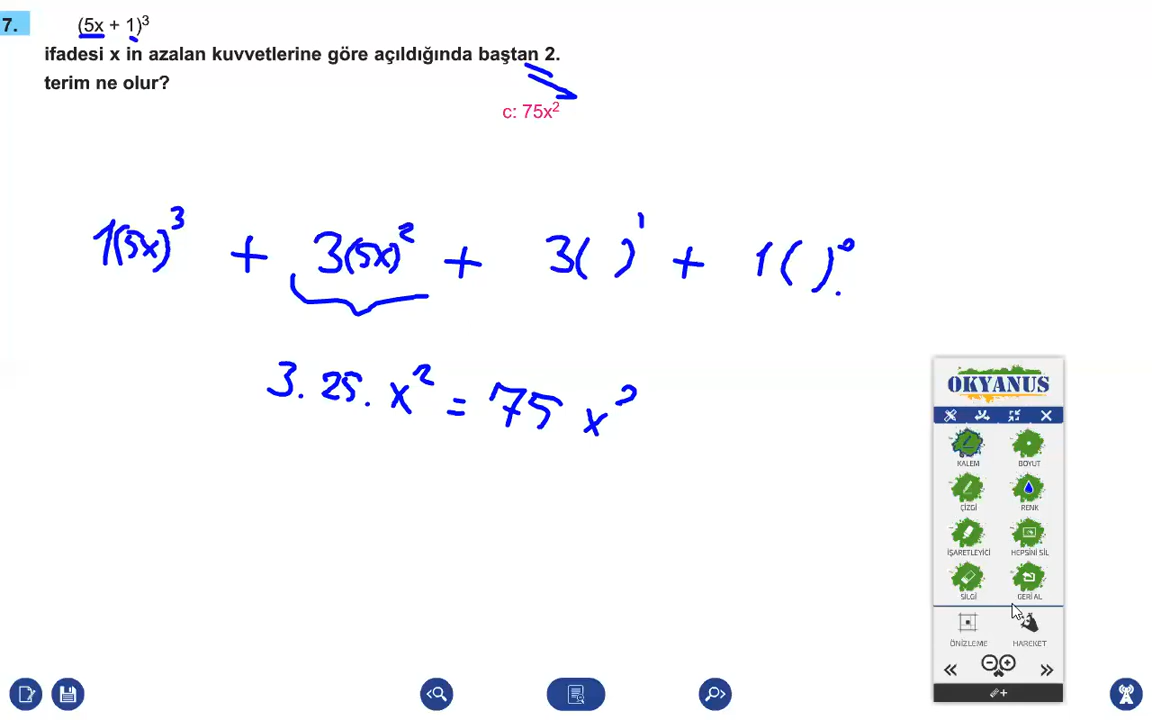 7.
(5x + 1)³
ifadesi x in azalan kuvvetlerine göre açıldığında baştan 2.
terim ne olur?
c: 75x²
1(5x)³ + 3(5x)² + 3( )¹ + 1( )⁰
3. 25. x² = 75 x²
OKYANUS
KALEM BOYUT
ÇİZGİ RENK
İŞARETLEYİCİ HEPSİNİ SİL
SİLGİ GERİ AL
ÖNİZLEME HAREKET